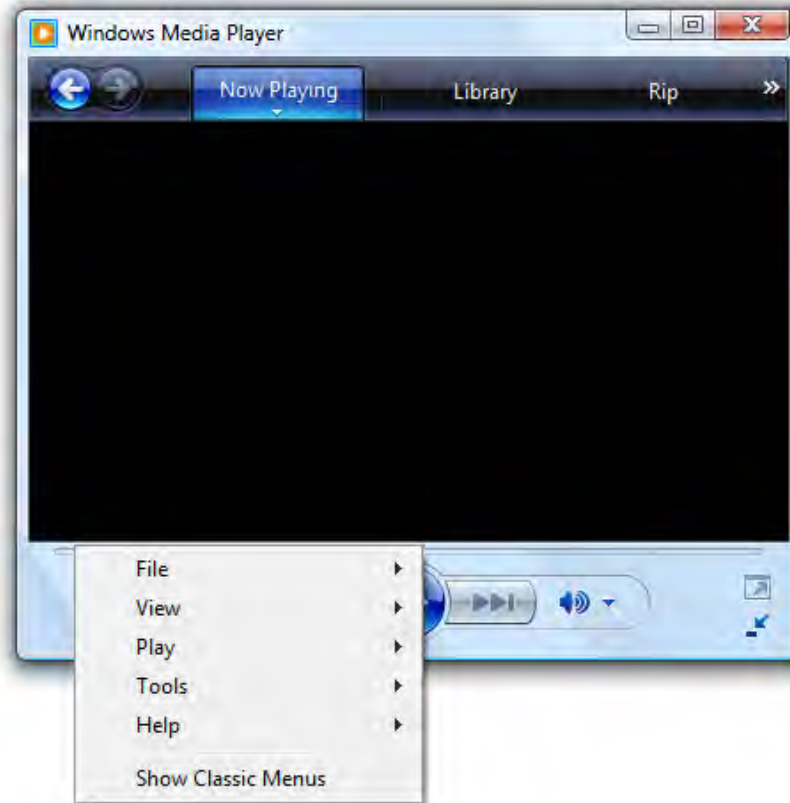 Windows Media Player
Now Playing Library Rip
File
View
Play
Tools
Help
Show Classic Menus